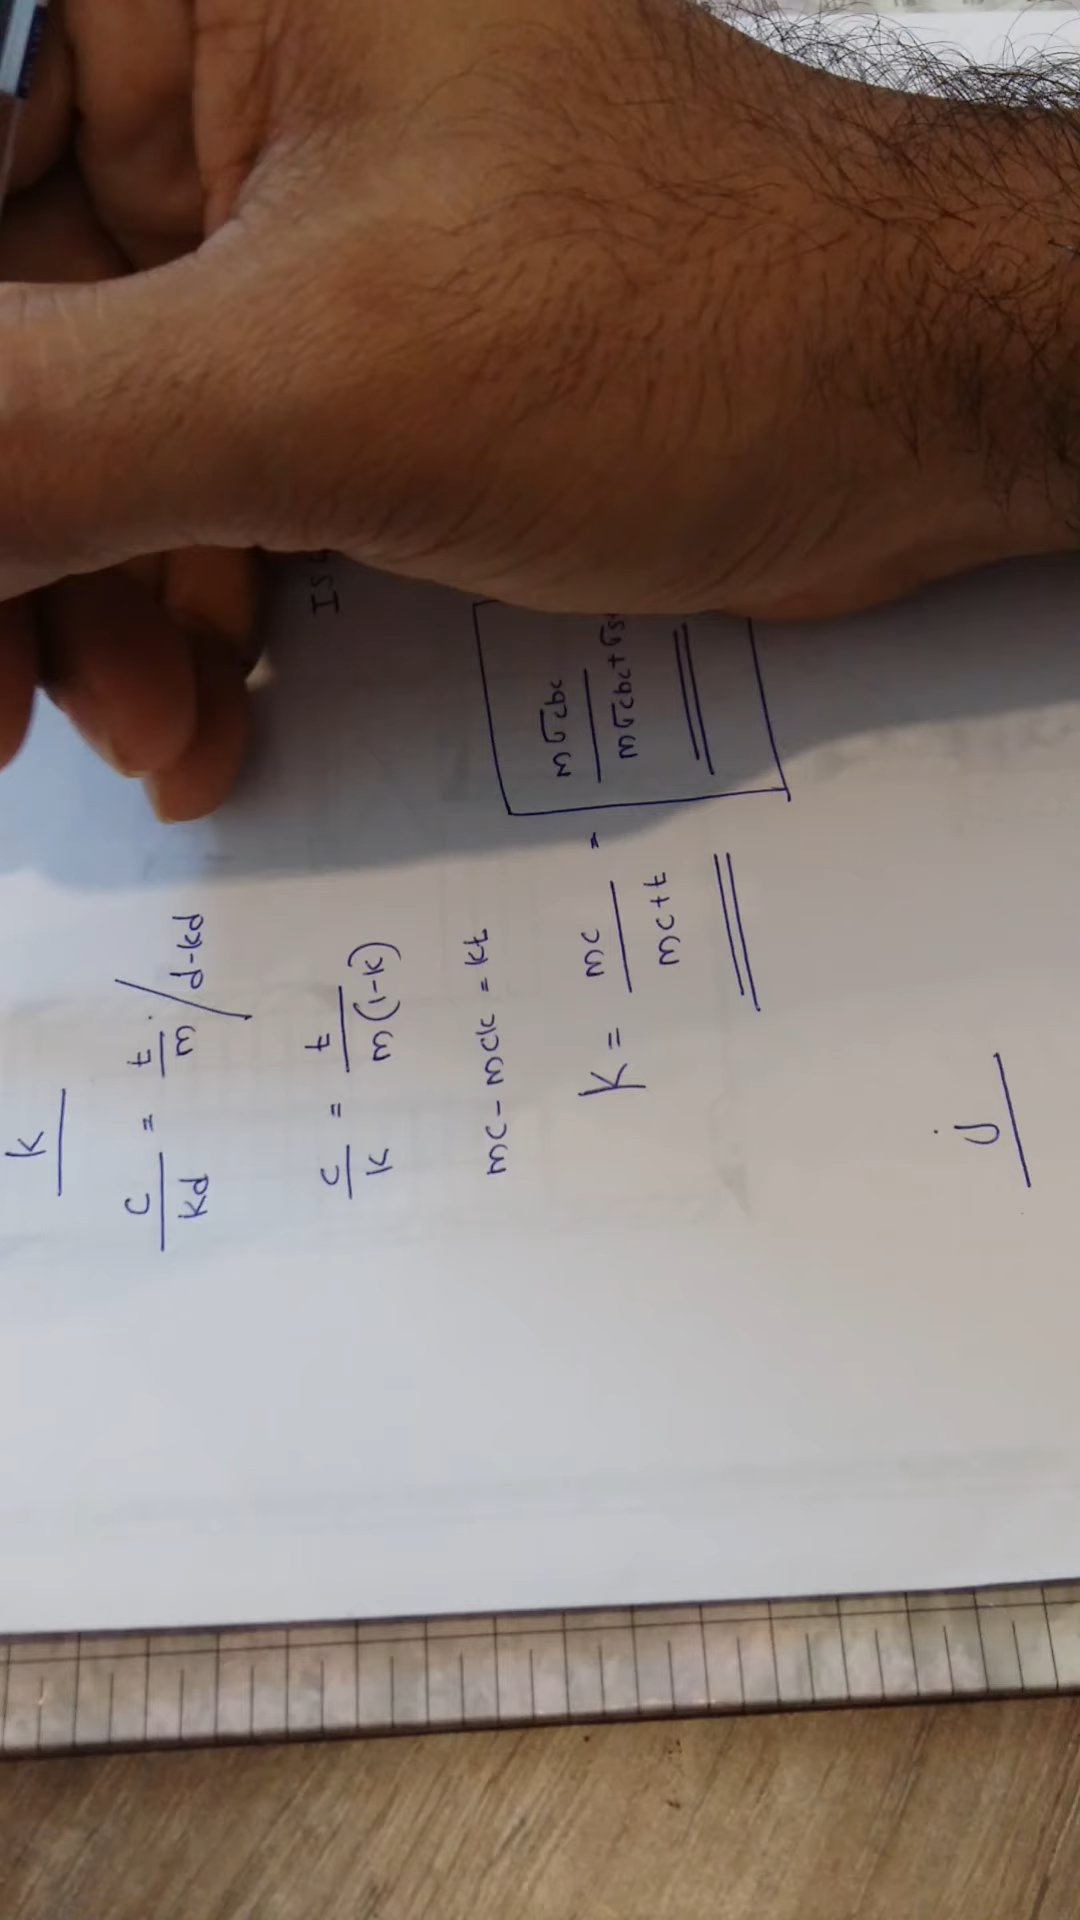 k
c/kd = t/m / d-kd
c/k = t/m(1-k)
mc - mck = kt
k = mc/mc+t = mσcbc/mσcbc+σs
j